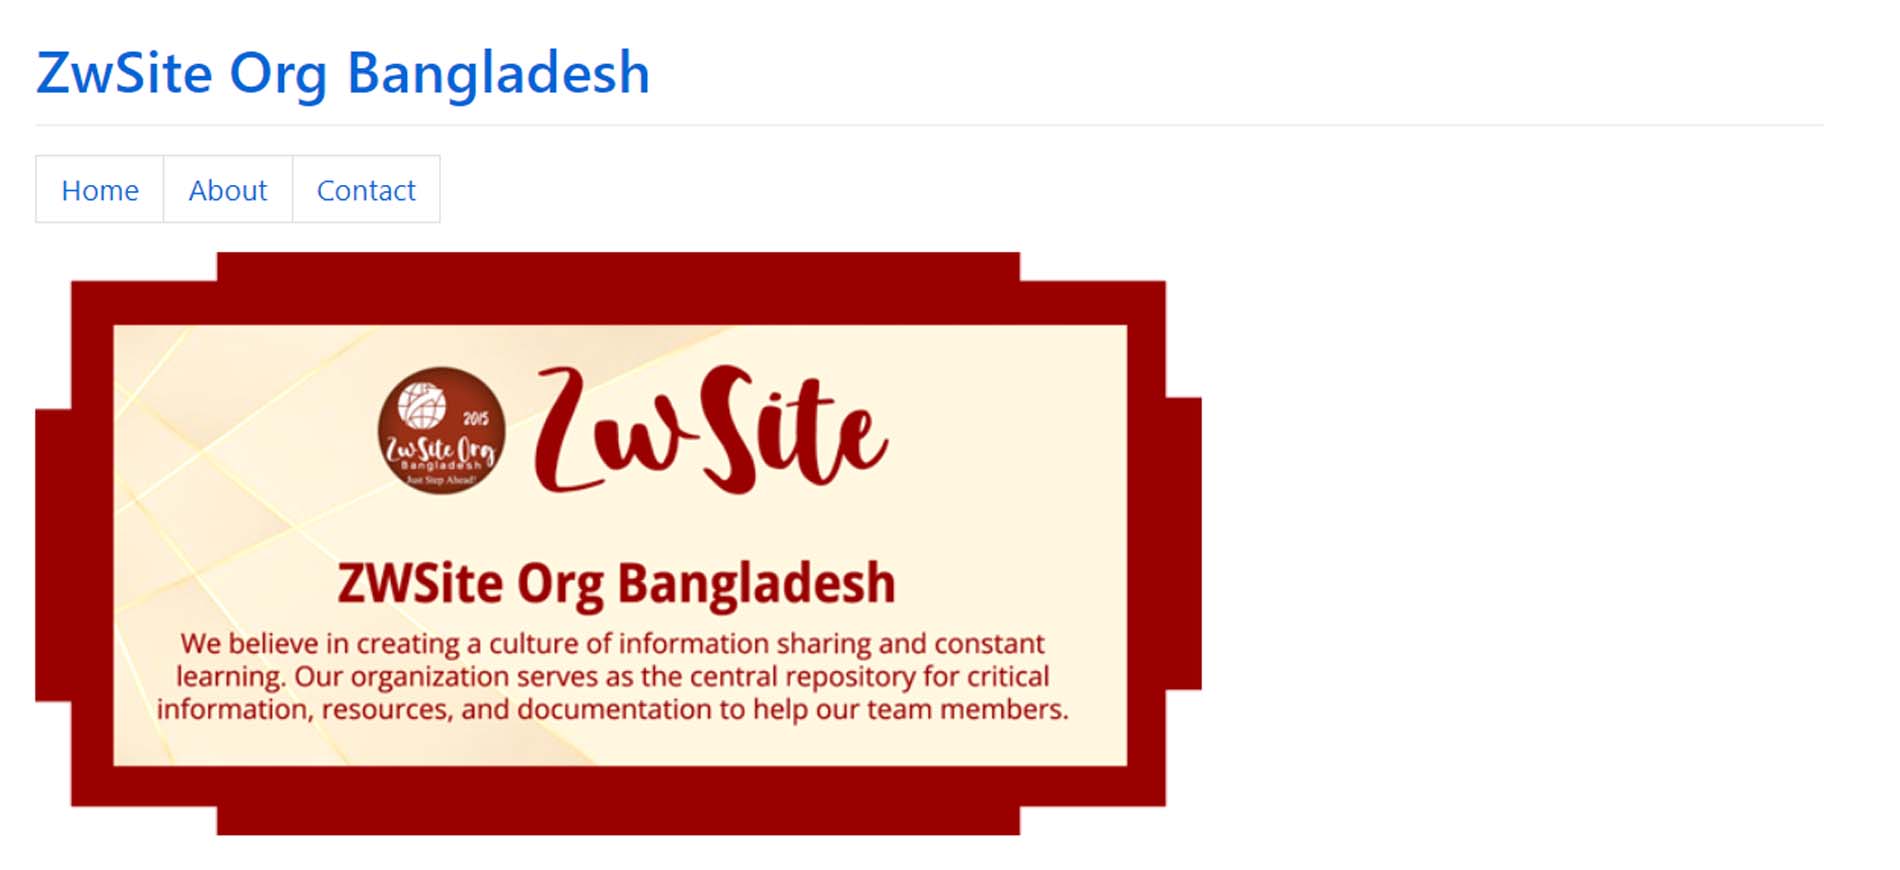 ZwSite Org Bangladesh
Home About Contact
2015
ZwSite Org
Bangladesh
Just Step Ahead!
ZwSite
ZWSite Org Bangladesh
We believe in creating a culture of information sharing and constant
learning. Our organization serves as the central repository for critical
information, resources, and documentation to help our team members.